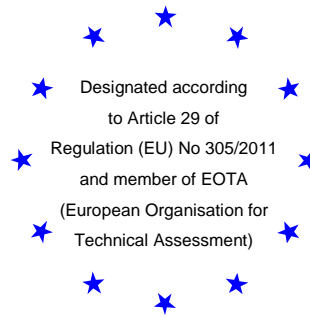 Designated according
to Article 29 of
Regulation (EU) No 305/2011
and member of EOTA
(European Organisation for
Technical Assessment)